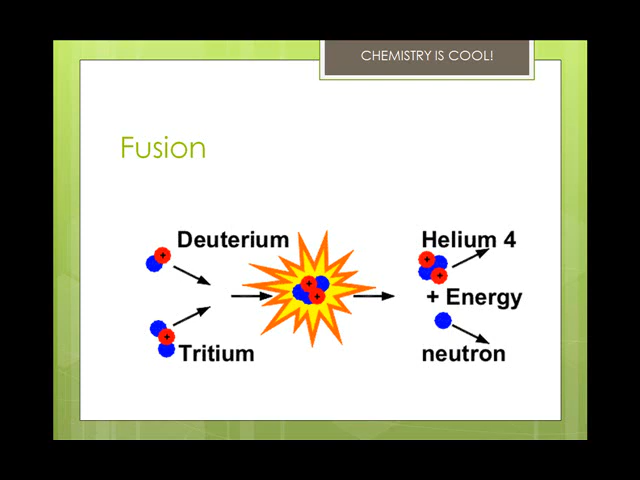 CHEMISTRY IS COOL!
Fusion
Deuterium
Tritium
+
+
+
+
Helium 4
+
+
+ Energy
neutron